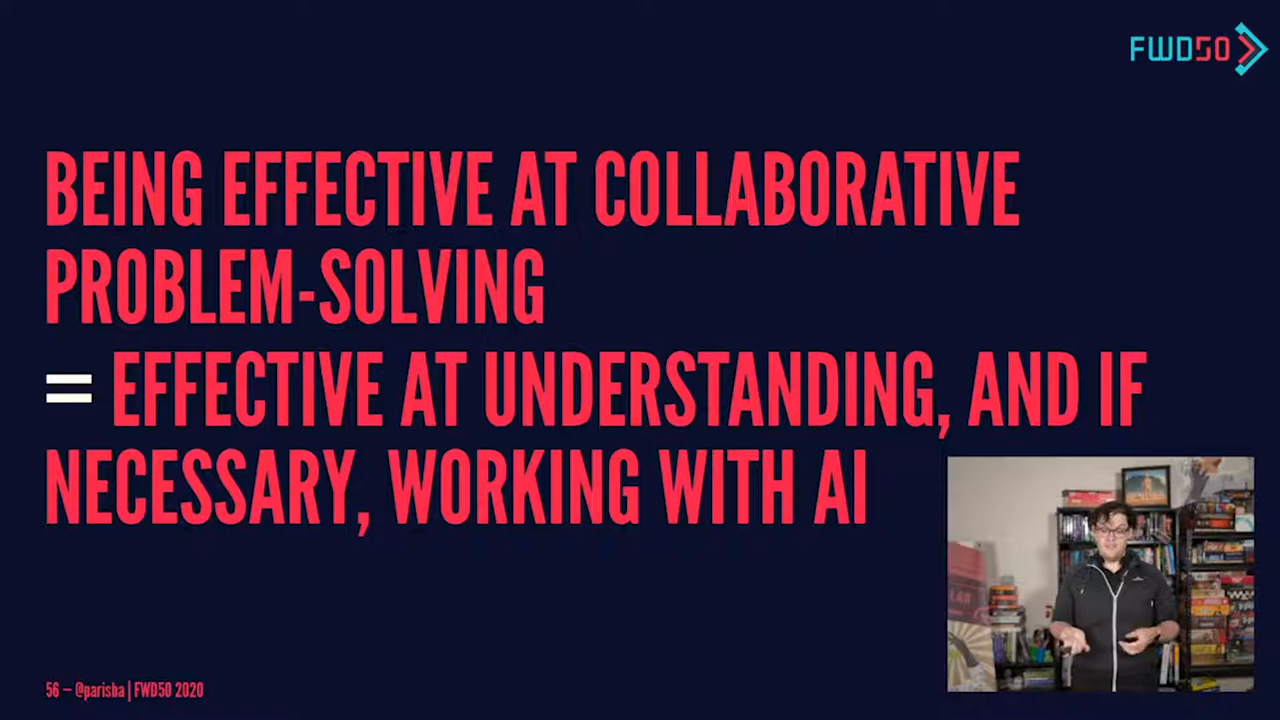 FWD50
BEING EFFECTIVE AT COLLABORATIVE
PROBLEM-SOLVING
= EFFECTIVE AT UNDERSTANDING, AND IF
NECESSARY, WORKING WITH AI
56 — @parisba | FWD50 2020